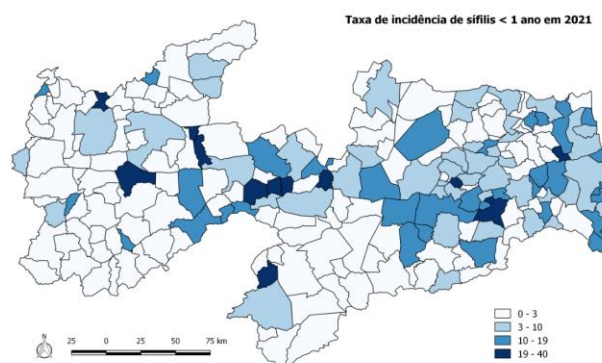 Taxa de incidência de sífilis < 1 ano em 2021
0 - 3
3 - 10
10 - 19
19 - 40
N
25 0 25 50 75 km